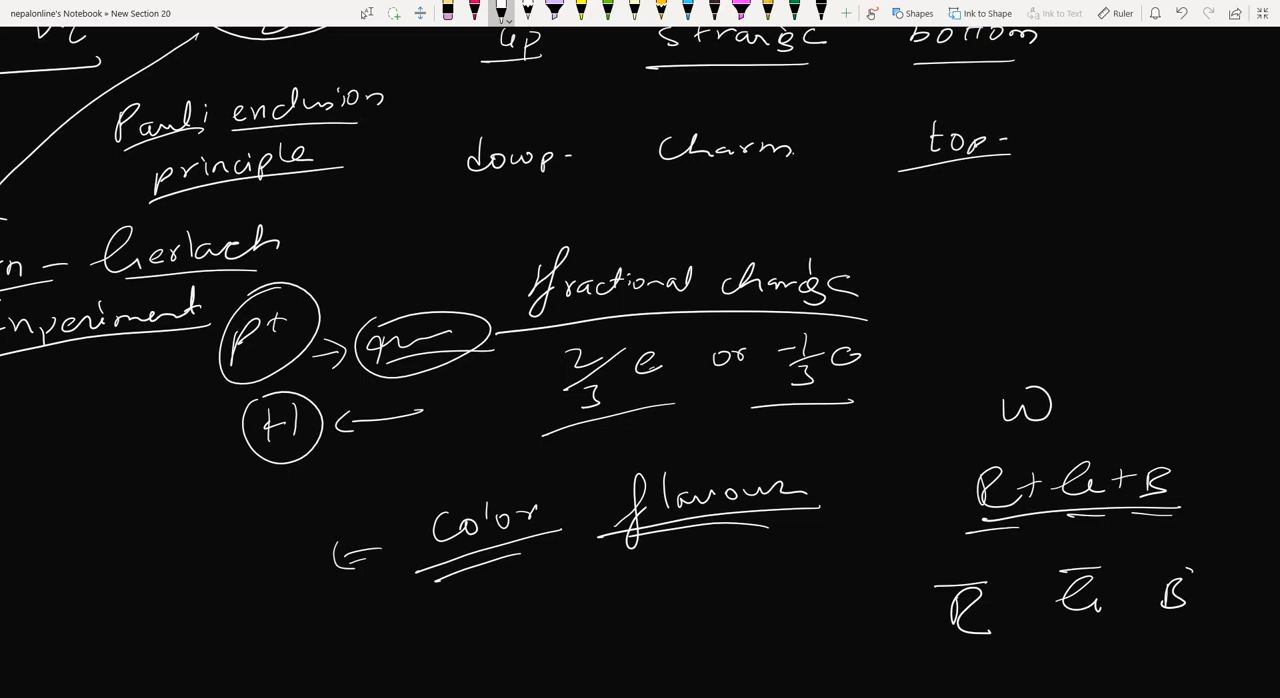 nepalonline's Notebook » New Section 20
Shapes Ink to Shape Ink to Text Ruler
up strange bottom
Pauli exclusion
principle
down charm top
Gerlach
fractional charge
experiment
P+
2/3 e or -1/3 e
+1
W
R + G + B
color flavour
R̅ G̅ B̅